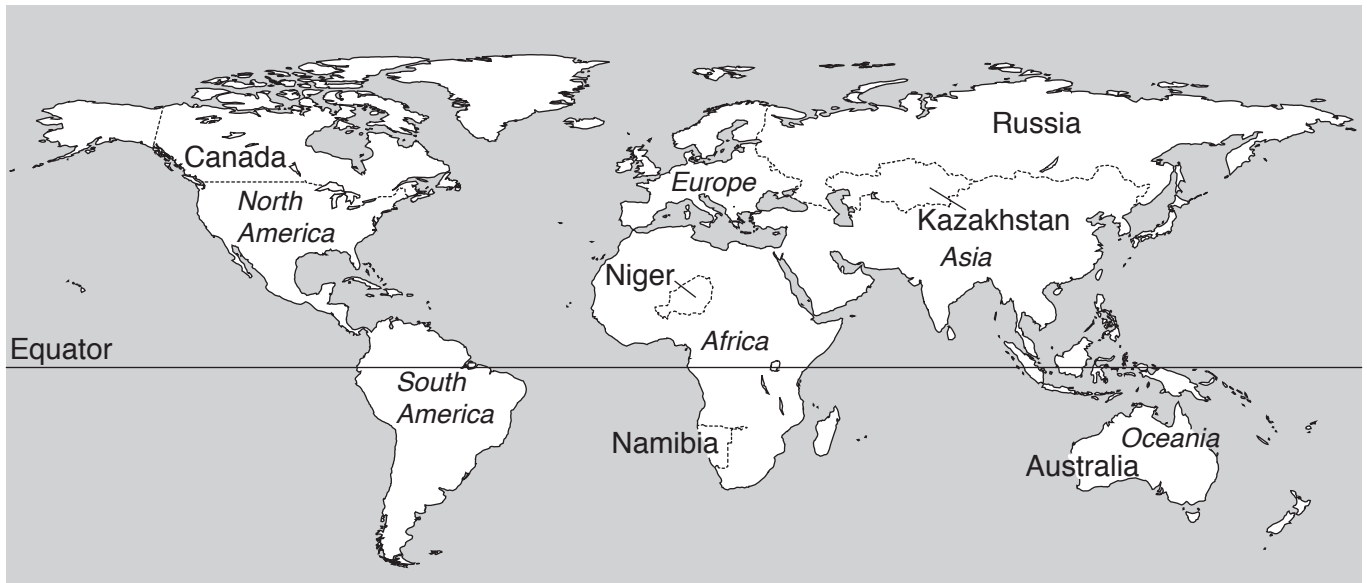 Russia
Canada
Europe
North
America
Kazakhstan
Asia
Niger
Africa
Equator
South
America
Namibia
Oceania
Australia